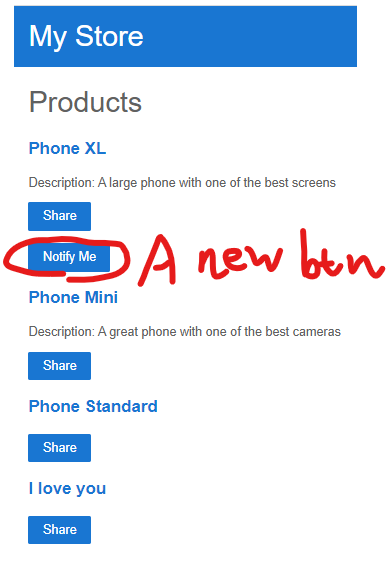 My Store
Products
Phone XL
Description: A large phone with one of the best screens
Share
Notify Me A new btn
Phone Mini
Description: A great phone with one of the best cameras
Share
Phone Standard
Share
I love you
Share